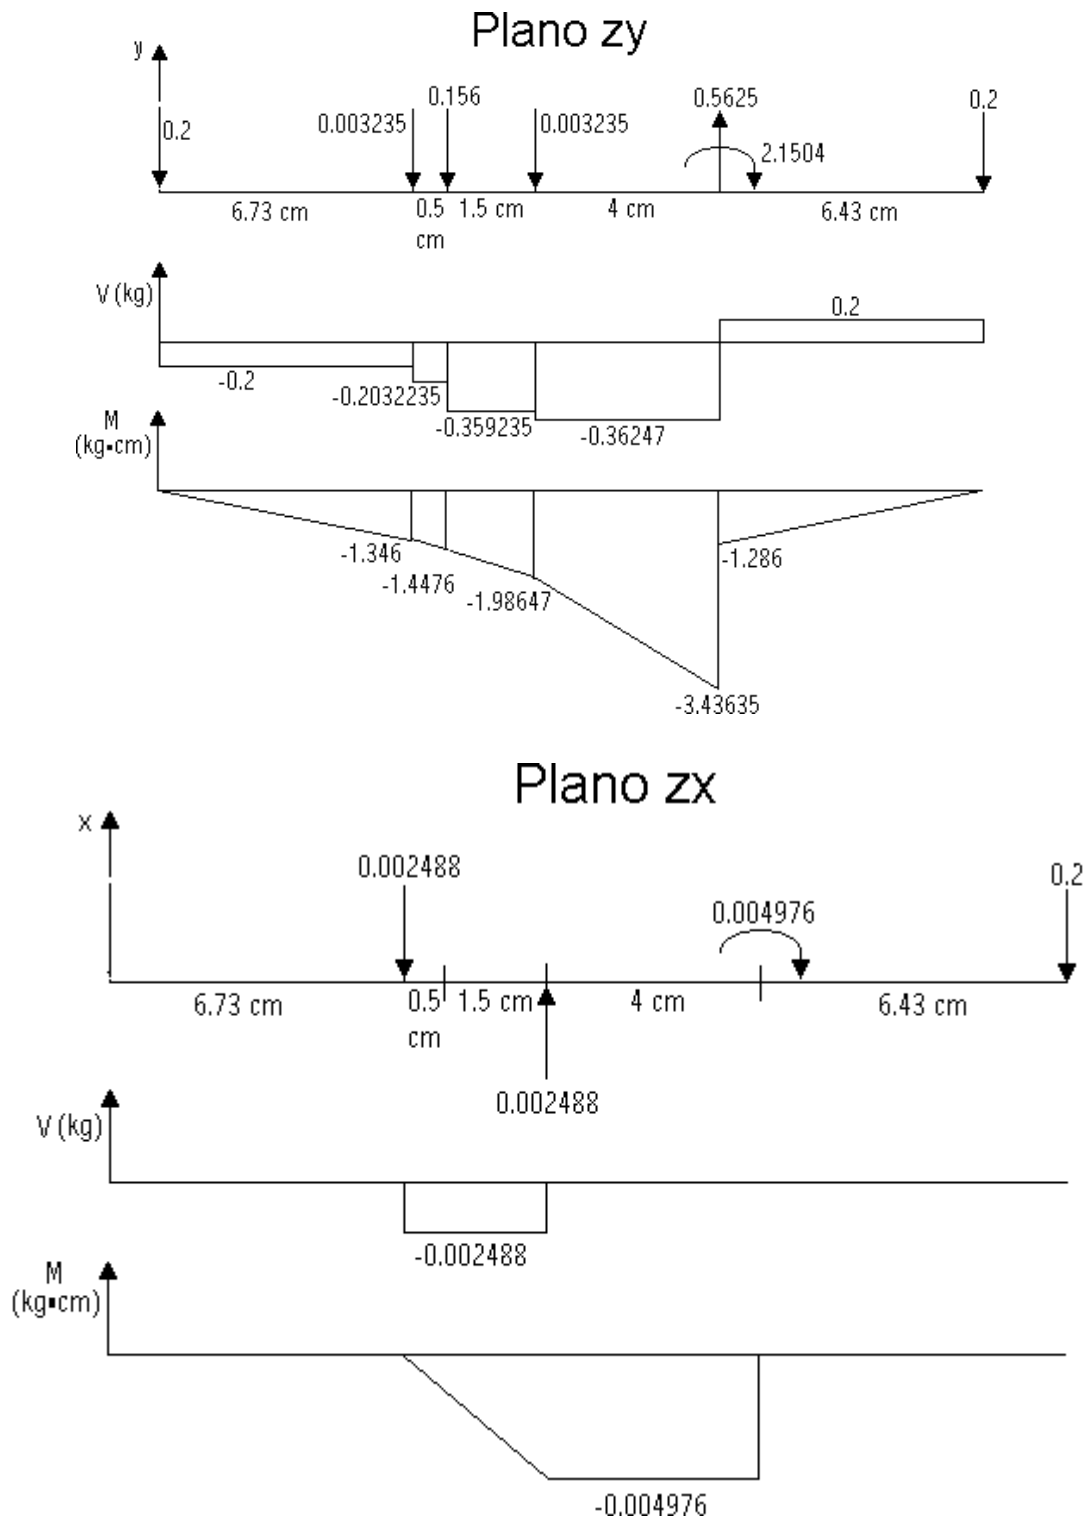 Plano zy
y
0.2
0.003235
0.156
0.003235
0.5625
2.1504
0.2
6.73 cm
0.5
cm
1.5 cm
4 cm
6.43 cm
V (kg)
-0.2
-0.2032235
-0.359235
-0.36247
0.2
M
(kg▪cm)
-1.346
-1.4476
-1.98647
-3.43635
-1.286
Plano zx
x
0.002488
0.004976
0.2
6.73 cm
0.5
cm
1.5 cm
4 cm
6.43 cm
0.002488
V (kg)
-0.002488
M
(kg▪cm)
-0.004976